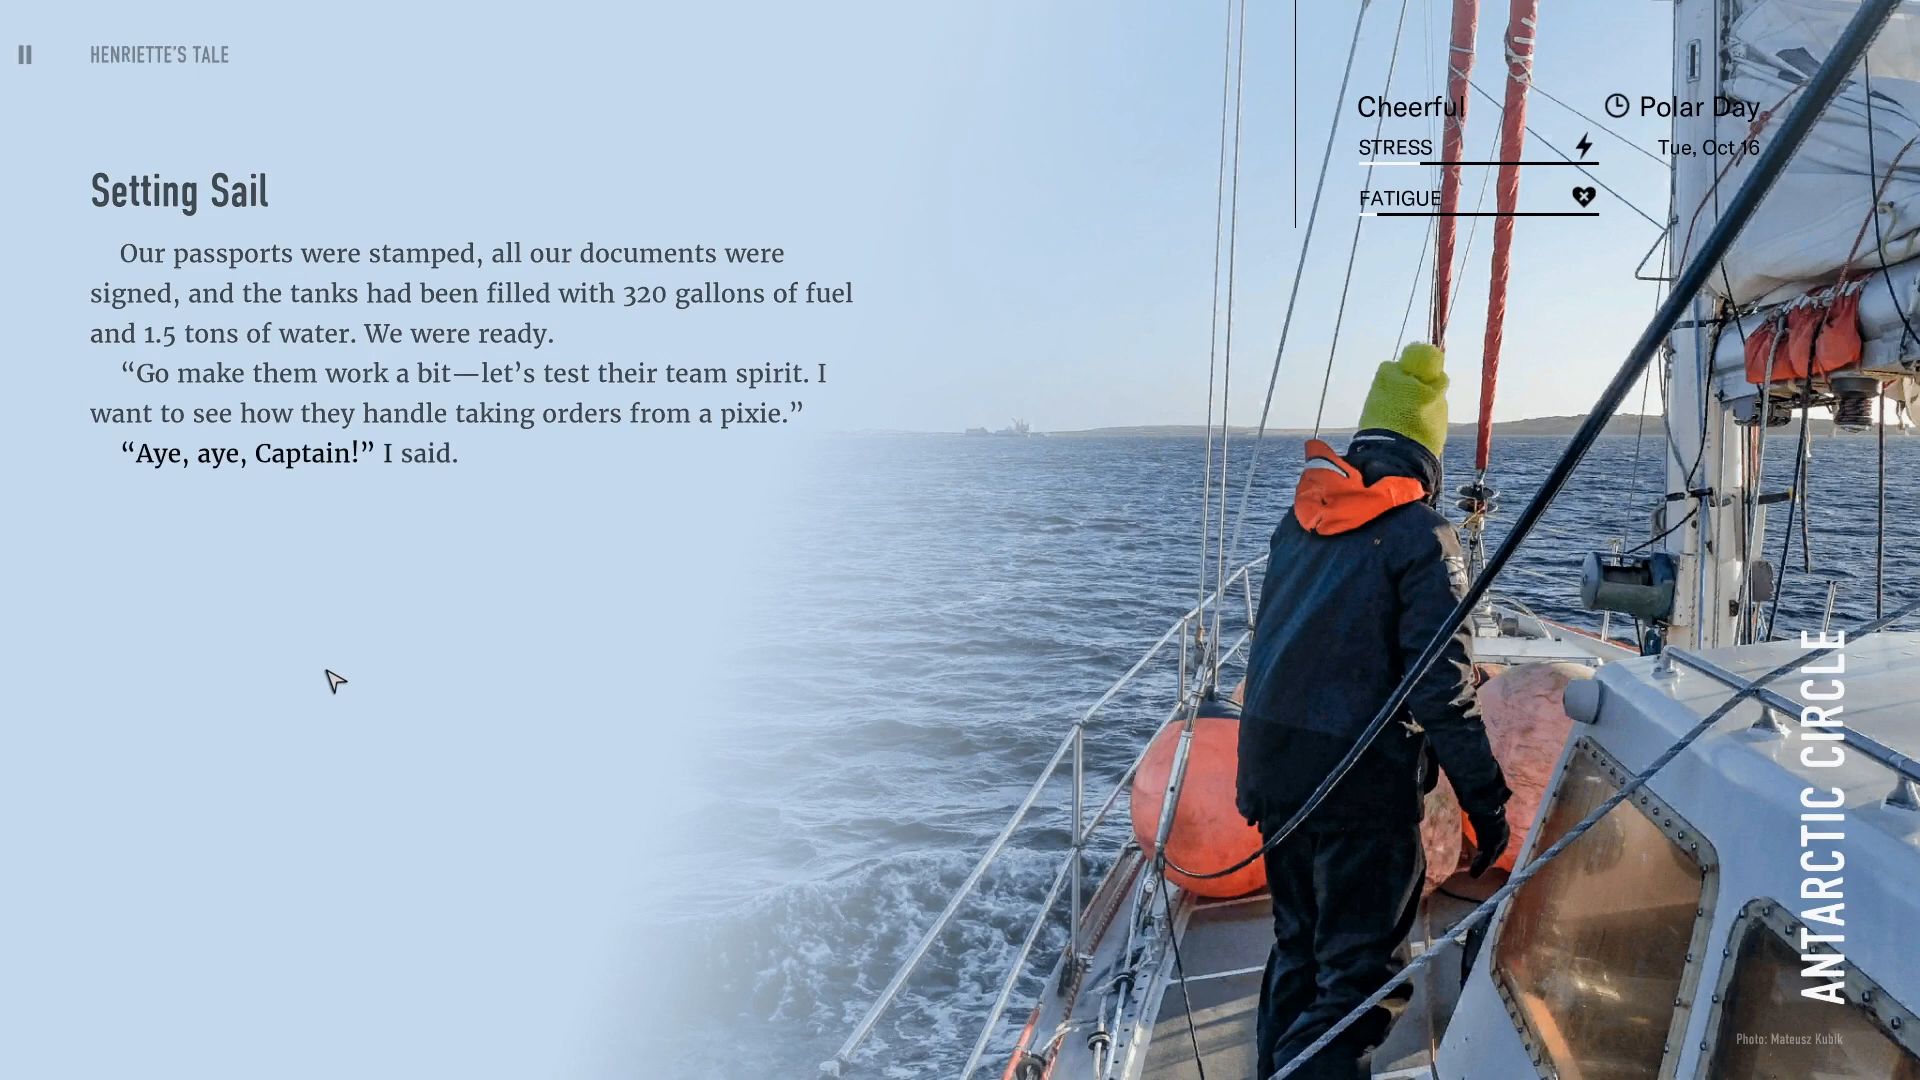 HENRIETTE'S TALE
Cheerful
Polar Day
STRESS
Tue, Oct 16
FATIGUE
Setting Sail
Our passports were stamped, all our documents were
signed, and the tanks had been filled with 320 gallons of fuel
and 1.5 tons of water. We were ready.
“Go make them work a bit—let’s test their team spirit. I
want to see how they handle taking orders from a pixie.”
“Aye, aye, Captain!” I said.
ANTARCTIC CIRCLE
Photo: Mateusz Kubik